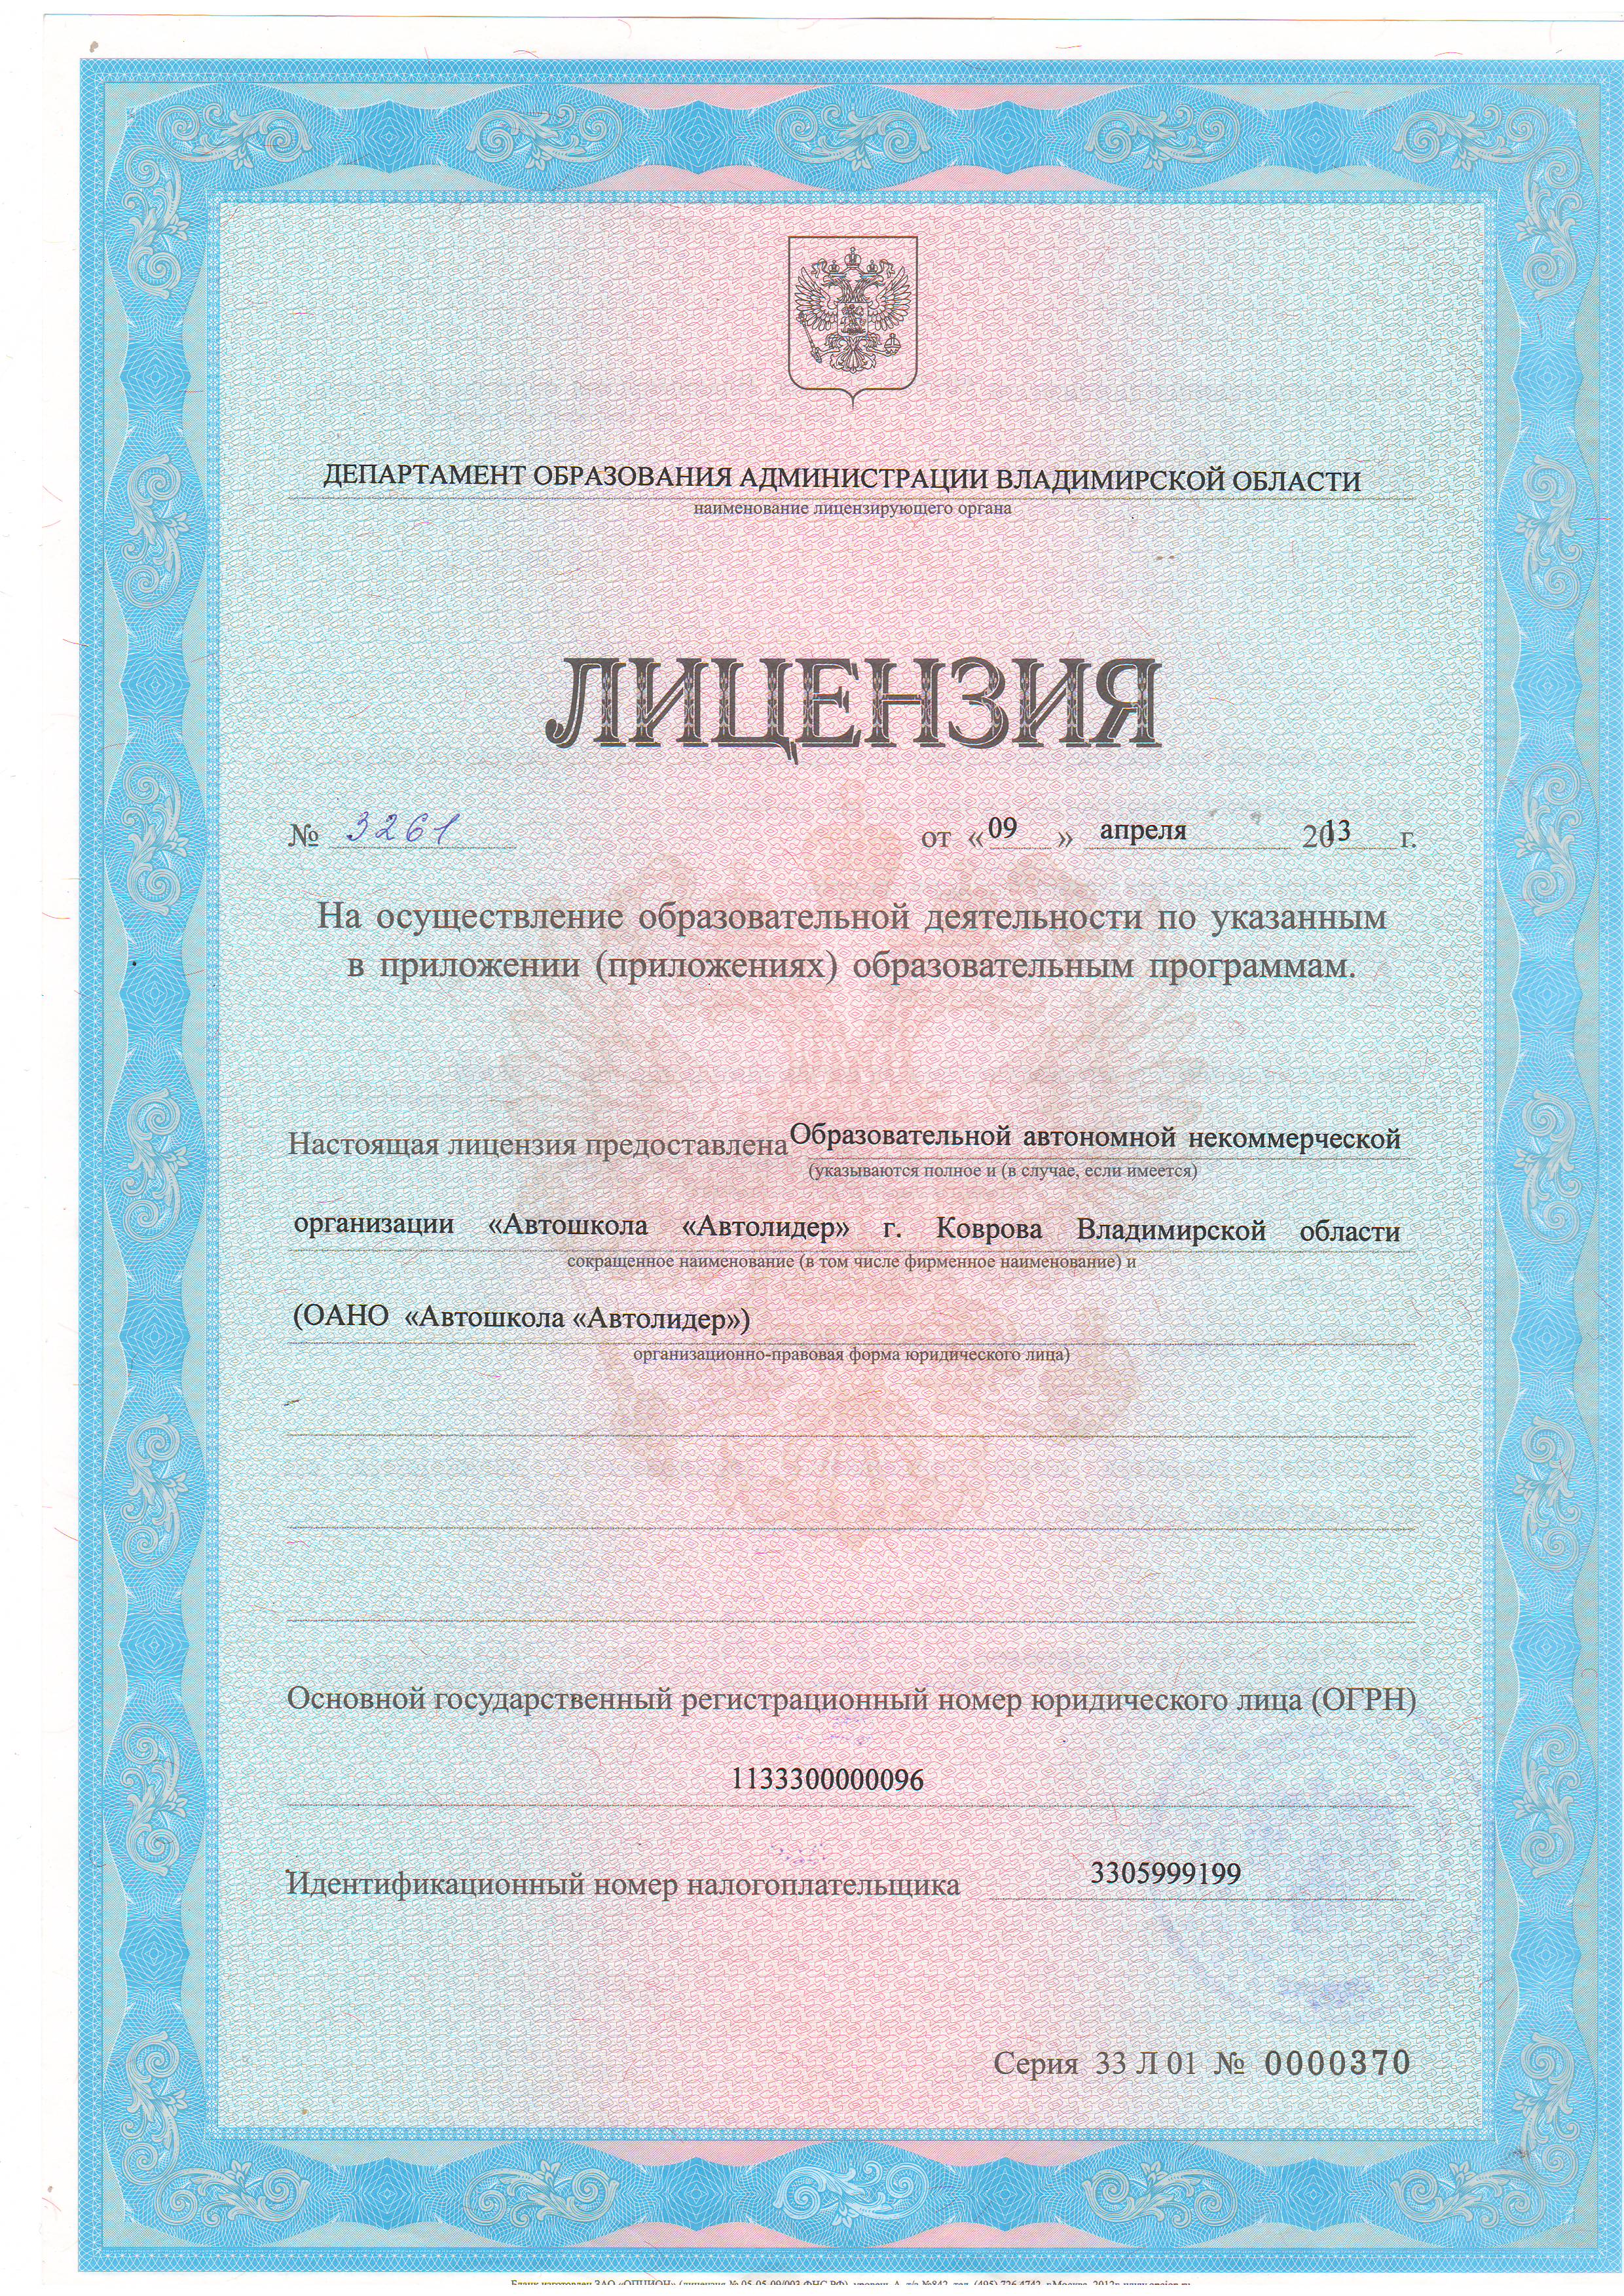 ДЕПАРТАМЕНТ ОБРАЗОВАНИЯ АДМИНИСТРАЦИИ ВЛАДИМИРСКОЙ ОБЛАСТИ
наименование лицензирующего органа
ЛИЦЕНЗИЯ
№ 3261 от «09» апреля 2013 г.
На осуществление образовательной деятельности по указанным
в приложении (приложениях) образовательным программам.
Настоящая лицензия предоставлена Образовательной автономной некоммерческой
(указываются полное и (в случае, если имеется)
организации «Автошкола «Автолидер» г. Коврова Владимирской области
сокращенное наименование (в том числе фирменное наименование) и
(ОАНО «Автошкола «Автолидер»)
организационно-правовая форма юридического лица)
Основной государственный регистрационный номер юридического лица (ОГРН)
1133300000096
Идентификационный номер налогоплательщика 3305999199
Серия 33 Л 01 № 0000370